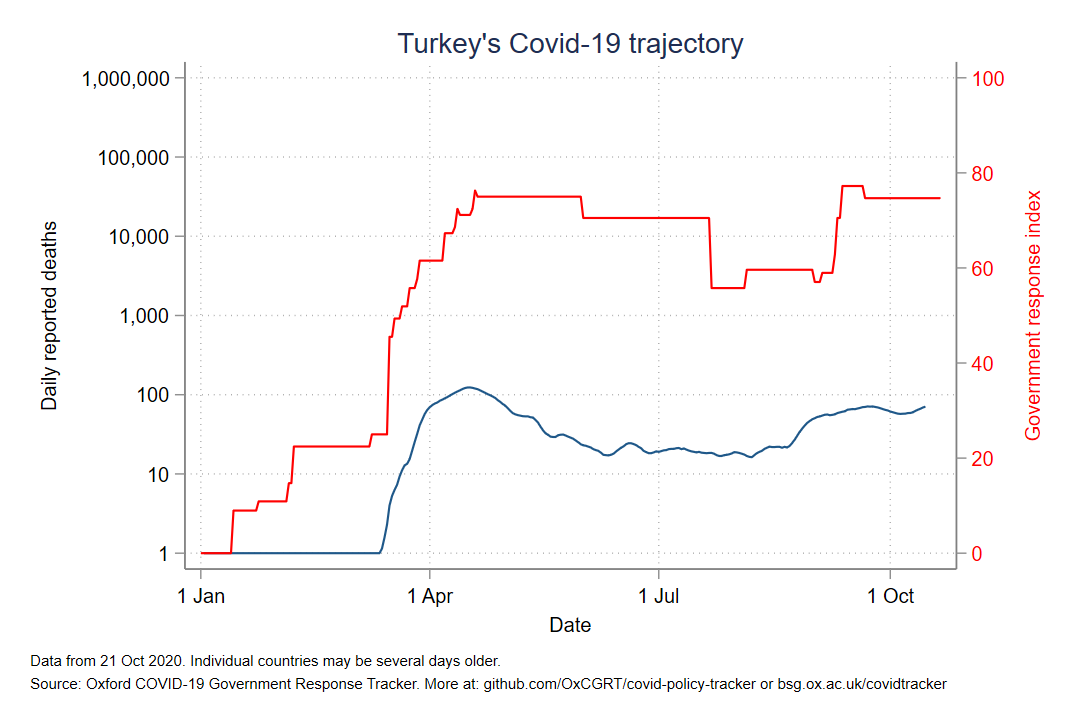 Turkey's Covid-19 trajectory
1,000,000
100,000
10,000
1,000
100
10
1
Daily reported deaths
100
80
60
40
20
0
Government response index
1 Jan
1 Apr
1 Jul
1 Oct
Date
Data from 21 Oct 2020. Individual countries may be several days older.
Source: Oxford COVID-19 Government Response Tracker. More at: github.com/OxCGRT/covid-policy-tracker or bsg.ox.ac.uk/covidtracker